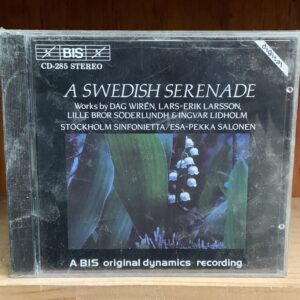 BIS
CD-285 STEREO
A SWEDISH SERENADE
Works by DAG WIRÉN, LARS-ERIK LARSSON,
LILLE BROR SÖDERLUNDH & INGVAR LIDHOLM
STOCKHOLM SINFONIETTA/ESA-PEKKA SALONEN
A BIS original dynamics recording